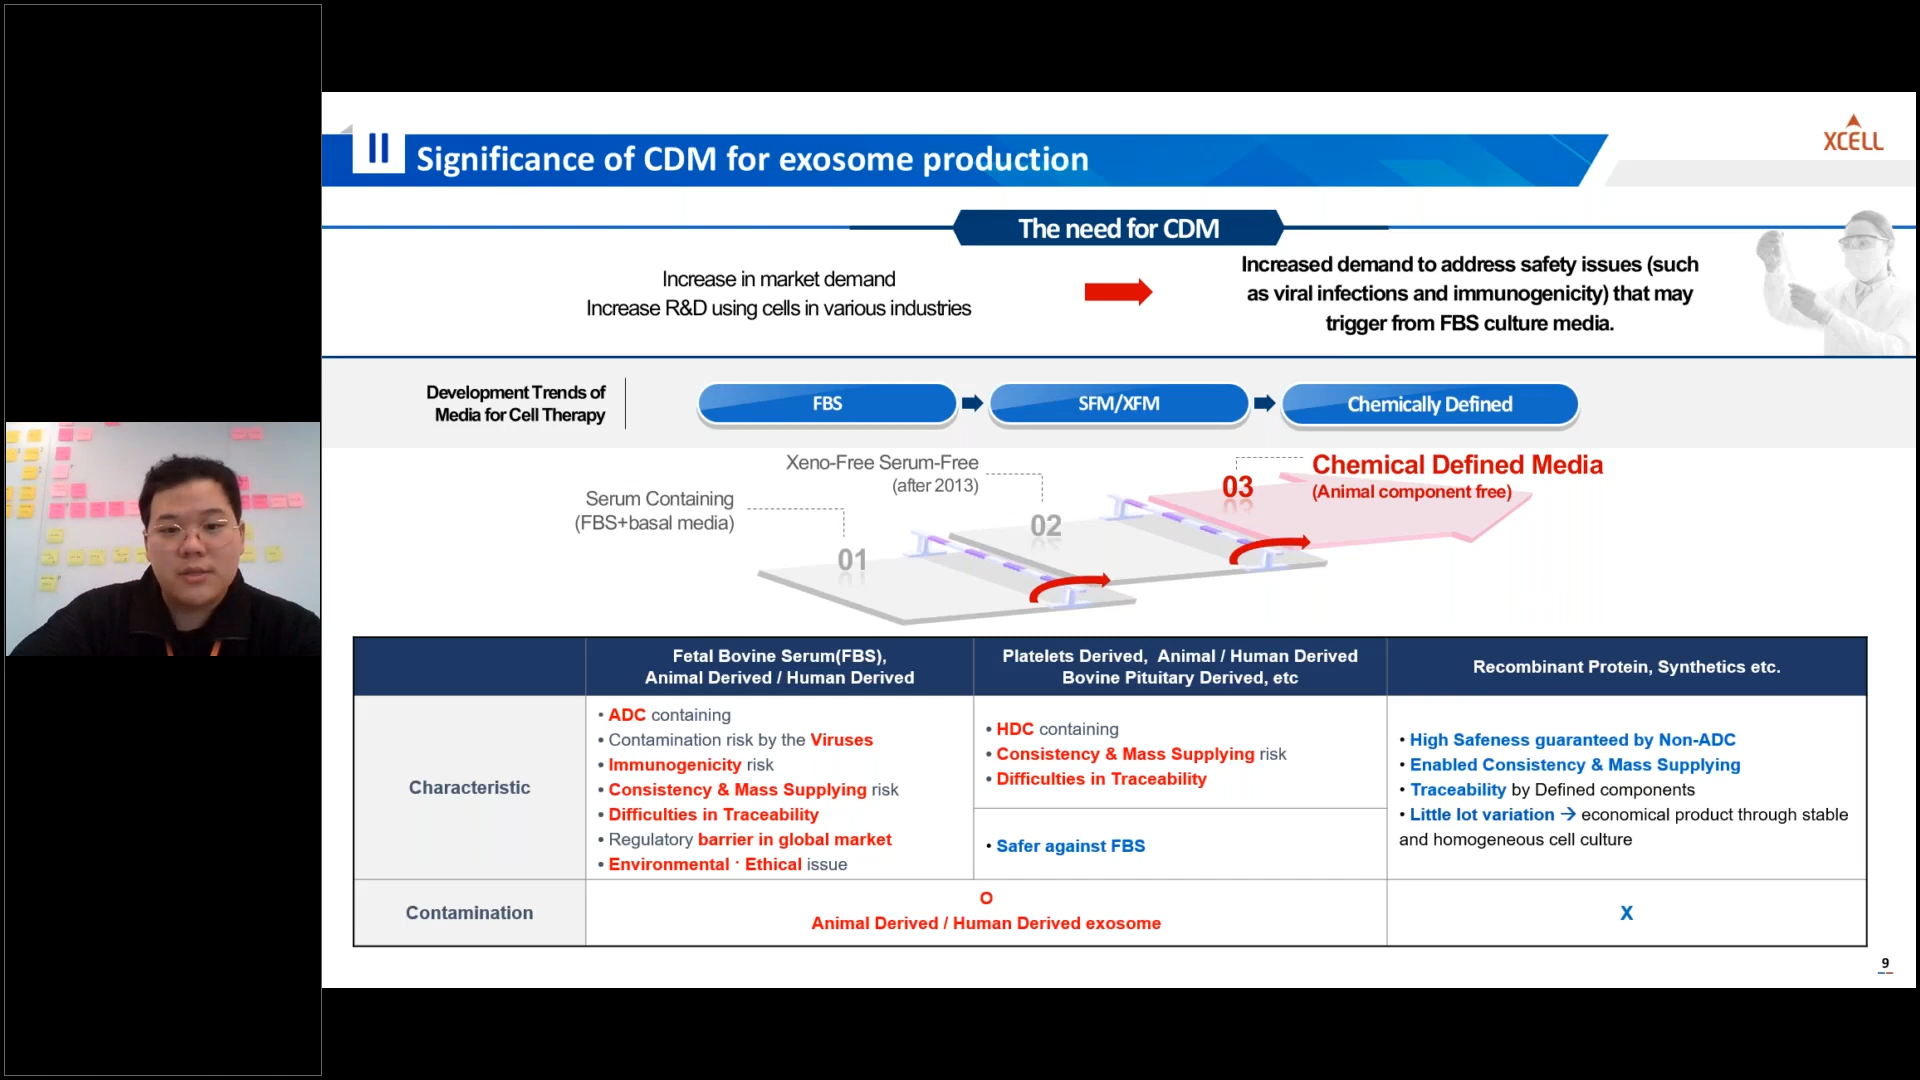 II
Significance of CDM for exosome production
XCELL
The need for CDM
Increase in market demand
Increase R&D using cells in various industries
Increased demand to address safety issues (such
as viral infections and immunogenicity) that may
trigger from FBS culture media.
Development Trends of
Media for Cell Therapy
FBS
SFM/XFM
Chemically Defined
Serum Containing
(FBS+basal media)
01
Xeno-Free Serum-Free
(after 2013)
02
03
Chemical Defined Media
(Animal component free)
Fetal Bovine Serum(FBS),
Animal Derived / Human Derived
Platelets Derived, Animal / Human Derived
Bovine Pituitary Derived, etc
Recombinant Protein, Synthetics etc.
Characteristic
• ADC containing
• Contamination risk by the Viruses
• Immunogenicity risk
• Consistency & Mass Supplying risk
• Difficulties in Traceability
• Regulatory barrier in global market
• Environmental · Ethical issue
• HDC containing
• Consistency & Mass Supplying risk
• Difficulties in Traceability
• Safer against FBS
• High Safeness guaranteed by Non-ADC
• Enabled Consistency & Mass Supplying
• Traceability by Defined components
• Little lot variation → economical product through stable
and homogeneous cell culture
Contamination
O
Animal Derived / Human Derived exosome
X
9